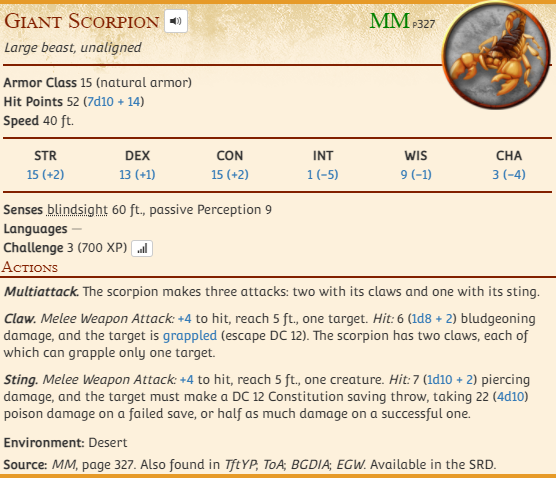 Giant Scorpion MM P327
Large beast, unaligned
Armor Class 15 (natural armor)
Hit Points 52 (7d10 + 14)
Speed 40 ft.
STR DEX CON INT WIS CHA
15 (+2) 13 (+1) 15 (+2) 1 (−5) 9 (−1) 3 (−4)
Senses blindsight 60 ft., passive Perception 9
Languages —
Challenge 3 (700 XP)
Actions
Multiattack. The scorpion makes three attacks: two with its claws and one with its sting.
Claw. Melee Weapon Attack: +4 to hit, reach 5 ft., one target. Hit: 6 (1d8 + 2) bludgeoning
damage, and the target is grappled (escape DC 12). The scorpion has two claws, each of
which can grapple only one target.
Sting. Melee Weapon Attack: +4 to hit, reach 5 ft., one creature. Hit: 7 (1d10 + 2) piercing
damage, and the target must make a DC 12 Constitution saving throw, taking 22 (4d10)
poison damage on a failed save, or half as much damage on a successful one.
Environment: Desert
Source: MM, page 327. Also found in TftYP; ToA; BGDIA; EGW. Available in the SRD.